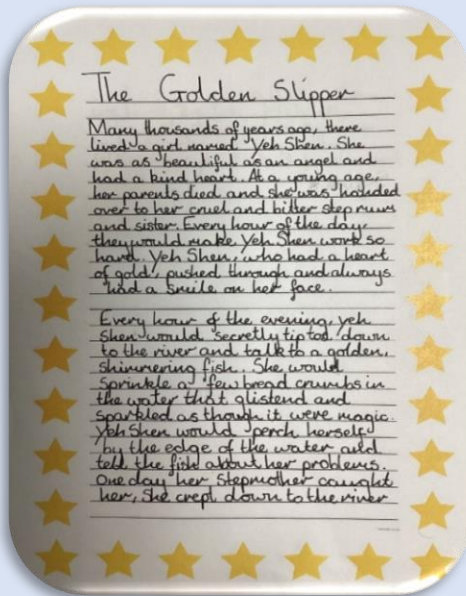 The Golden Slipper
Many thousands of years ago, there
lived a girl named Yeh Shen. She
was as beautiful as an angel and
had a kind heart. At a young age,
her parents died and she was handed
over to her cruel and bitter step mum
and sister. Every hour of the day,
they would make Yeh Shen work so
hard. Yeh Shen, who had a heart
of gold, pushed through and always
had a smile on her face.
Every hour of the evening, yeh
Shen would secretly tip toe down
to the river and talk to a golden,
shimmering fish. She would
sprinkle a few bread crumbs in
the water that glistend and
sparkled as though it were magic.
Yeh Shen would perch herself
by the edge of the water and
tell the fish about her problems.
One day her stepmother caught
her, She crept down to the river